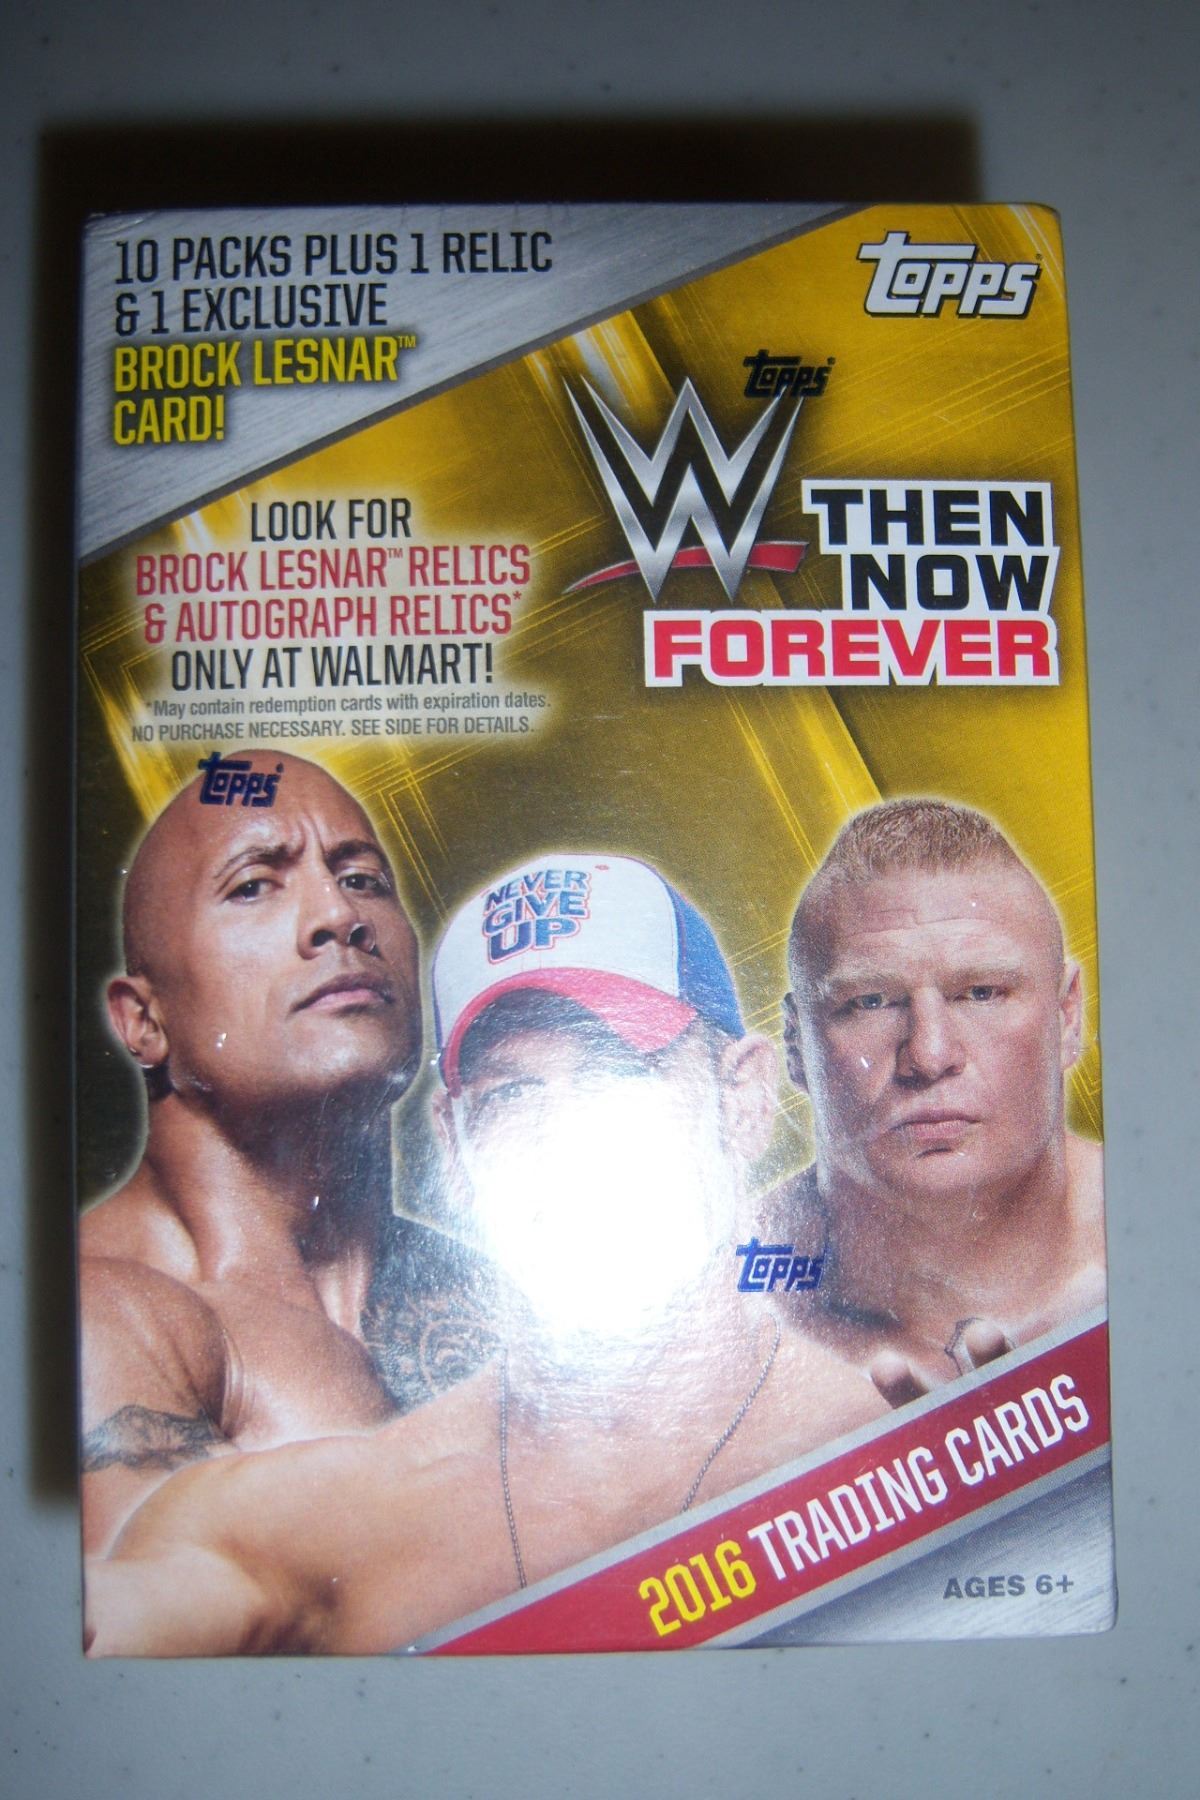 10 PACKS PLUS 1 RELIC
& 1 EXCLUSIVE
BROCK LESNAR™
CARD!
Topps®
Topps®
W
THEN
NOW
FOREVER
LOOK FOR
BROCK LESNAR™ RELICS
& AUTOGRAPH RELICS*
ONLY AT WALMART!
*May contain redemption cards with expiration dates.
NO PURCHASE NECESSARY. SEE SIDE FOR DETAILS.
Topps®
NEVER
GIVE
UP
Topps
2016 TRADING CARDS
AGES 6+